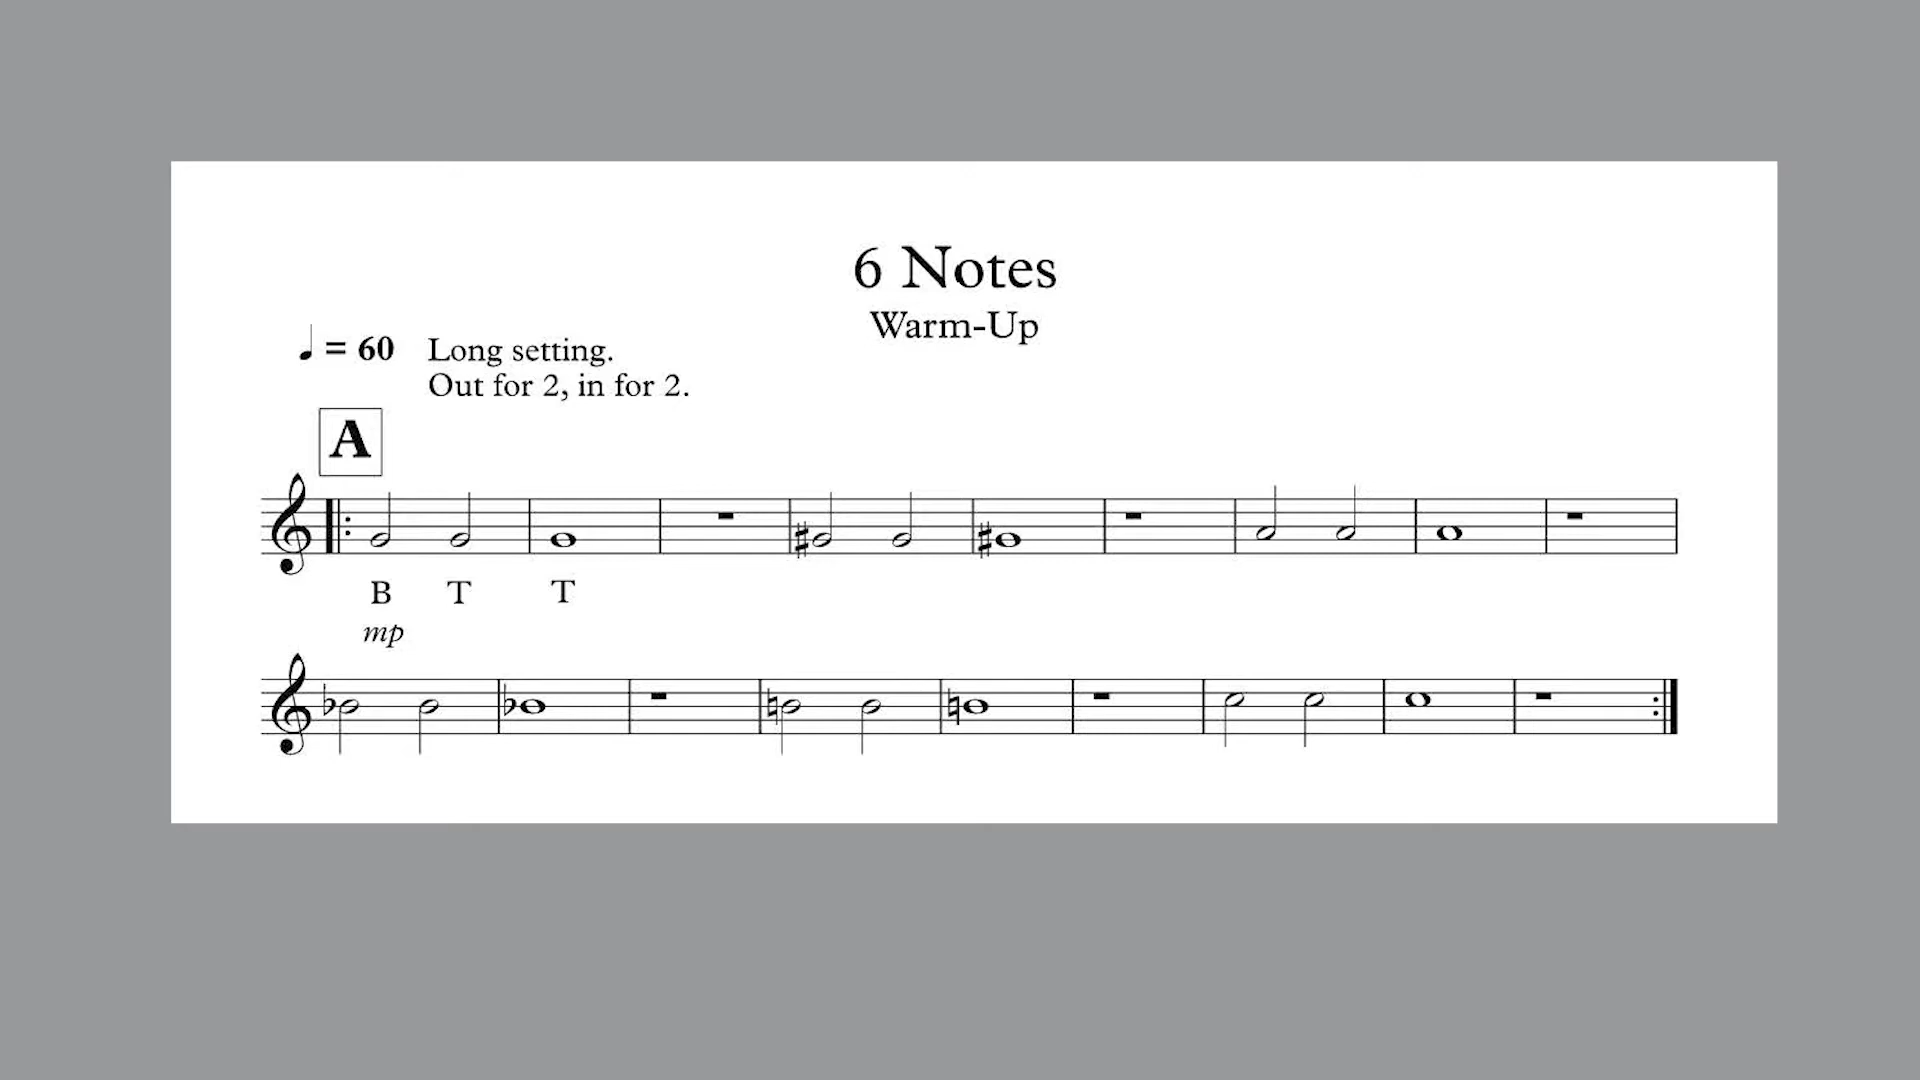 6 Notes
Warm-Up
= 60 Long setting.
Out for 2, in for 2.
A
B T T
mp